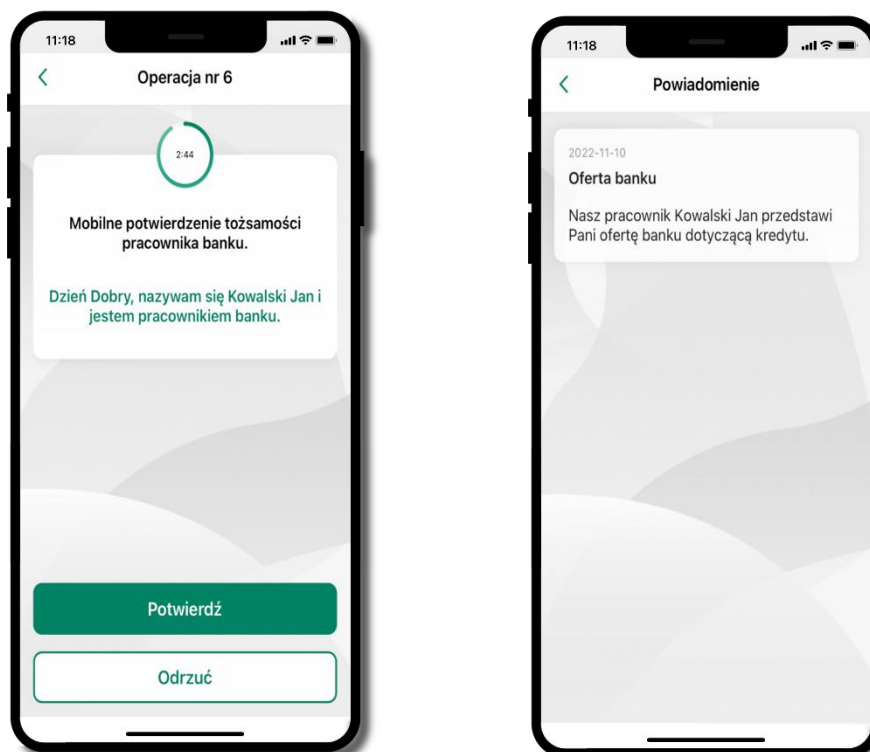 11:18
Operacja nr 6
2:44
Mobilne potwierdzenie tożsamości
pracownika banku.
Dzień Dobry, nazywam się Kowalski Jan i
jestem pracownikiem banku.
Potwierdź
Odrzuć
11:18
Powiadomienie
2022-11-10
Oferta banku
Nasz pracownik Kowalski Jan przedstawi
Pani ofertę banku dotyczącą kredytu.